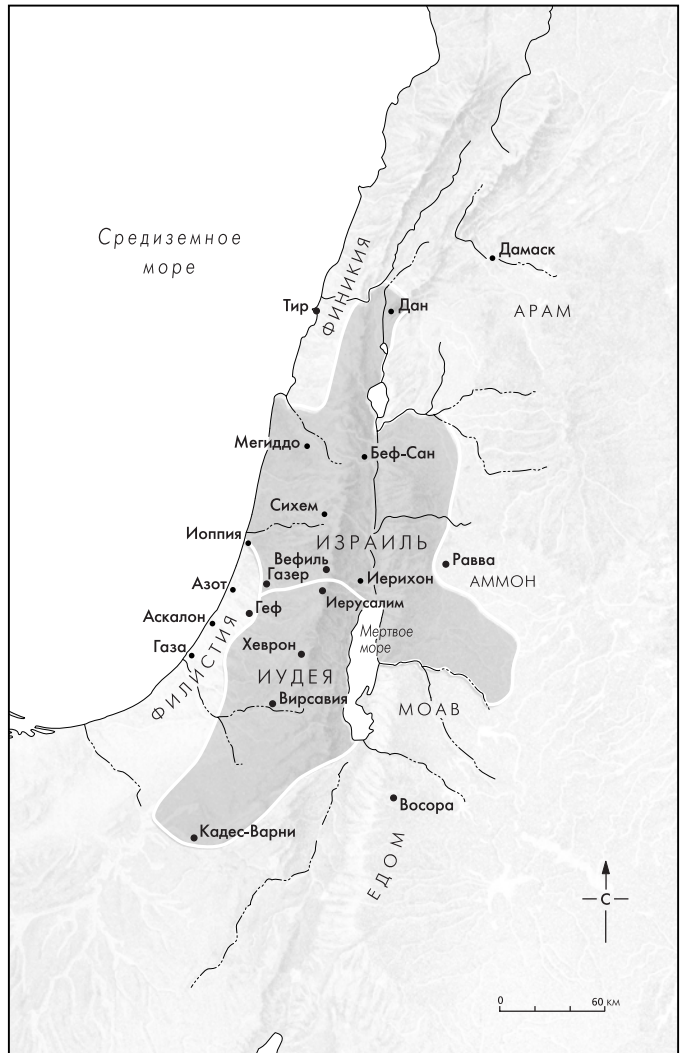 Средиземное
море
ФИНИКИЯ
Дамаск
Тир
Дан
АРАМ
Мегиддо
Беф-Сан
Сихем
Иоппия
ИЗРАИЛЬ
Вефиль
Равва
Газер
Иерихон
АММОН
Азот
Иерусалим
Геф
Аскалон
Мертвое
море
Хеврон
Газа
ФИЛИСТИЯ
ИУДЕЯ
Вирсавия
МОАВ
Восора
Кадес-Варни
ЕДОМ
С
0 60 км